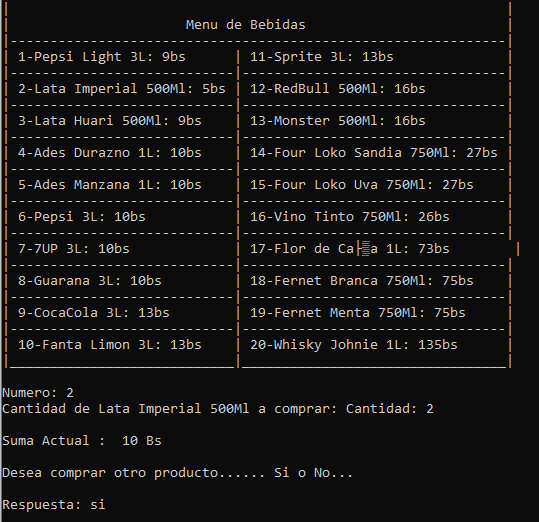 Menu de Bebidas
1-Pepsi Light 3L: 9bs | 11-Sprite 3L: 13bs
2-Lata Imperial 500Ml: 5bs | 12-RedBull 500Ml: 16bs
3-Lata Huari 500Ml: 9bs | 13-Monster 500Ml: 16bs
4-Ades Durazno 1L: 10bs | 14-Four Loko Sandia 750Ml: 27bs
5-Ades Manzana 1L: 10bs | 15-Four Loko Uva 750Ml: 27bs
6-Pepsi 3L: 10bs | 16-Vino Tinto 750Ml: 26bs
7-7UP 3L: 10bs | 17-Flor de Ca├▒a 1L: 73bs
8-Guarana 3L: 10bs | 18-Fernet Branca 750Ml: 75bs
9-CocaCola 3L: 13bs | 19-Fernet Menta 750Ml: 75bs
10-Fanta Limon 3L: 13bs | 20-Whisky Johnie 1L: 135bs
Numero: 2
Cantidad de Lata Imperial 500Ml a comprar: Cantidad: 2
Suma Actual :  10 Bs
Desea comprar otro producto...... Si o No...
Respuesta: si